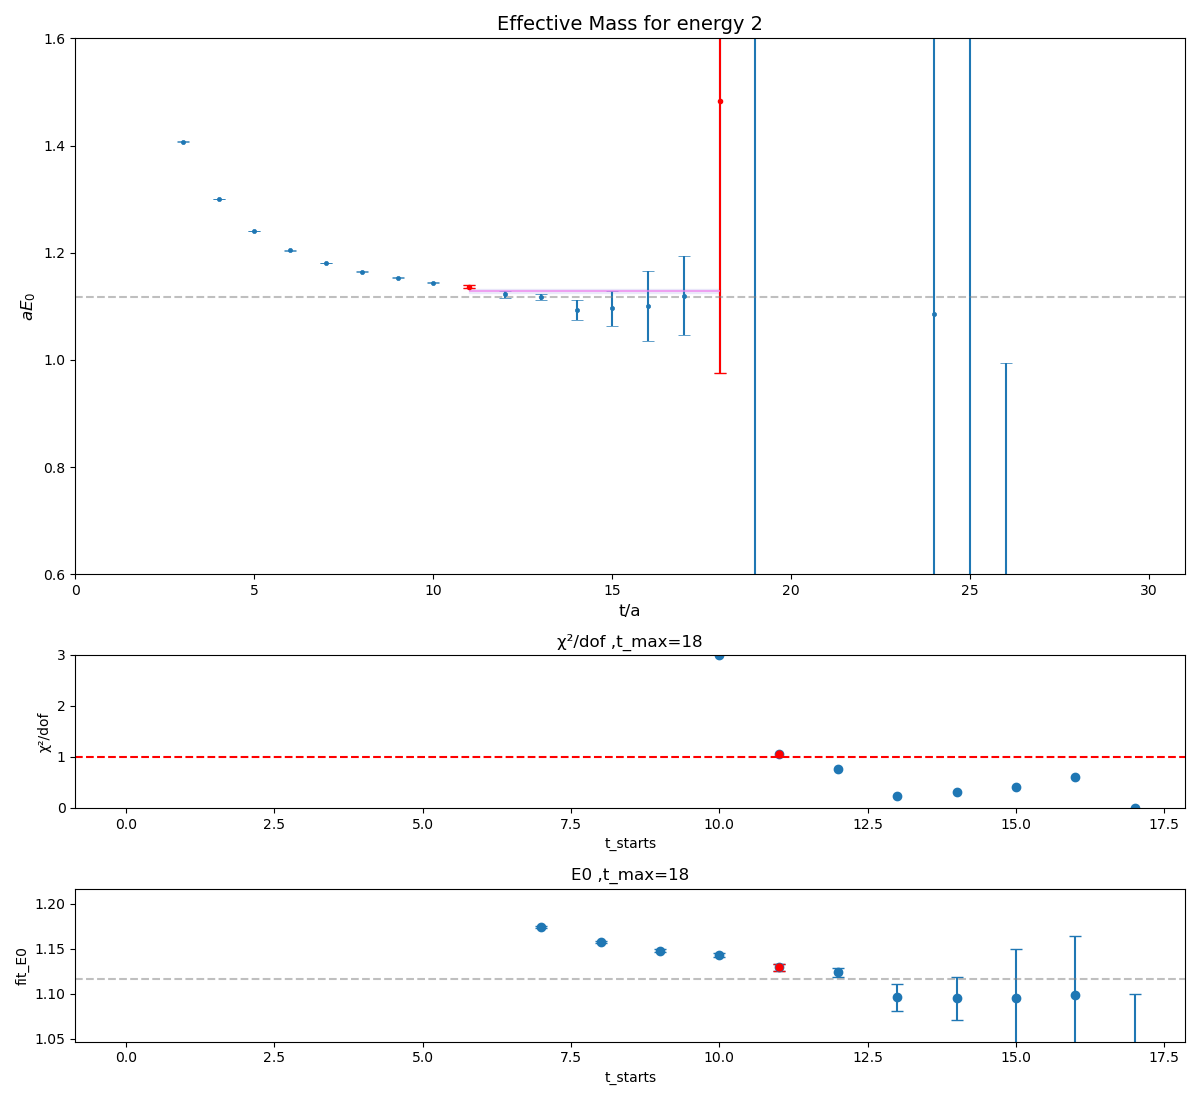 Effective Mass for energy 2
1.6
1.4
1.2
1.0
0.8
0.6
aE₀
0 5 10 15 20 25 30
t/a
χ²/dof ,t_max=18
3
2
1
0
χ²/dof
0.0 2.5 5.0 7.5 10.0 12.5 15.0 17.5
t_starts
E0 ,t_max=18
1.20
1.15
1.10
1.05
fit_E0
0.0 2.5 5.0 7.5 10.0 12.5 15.0 17.5
t_starts